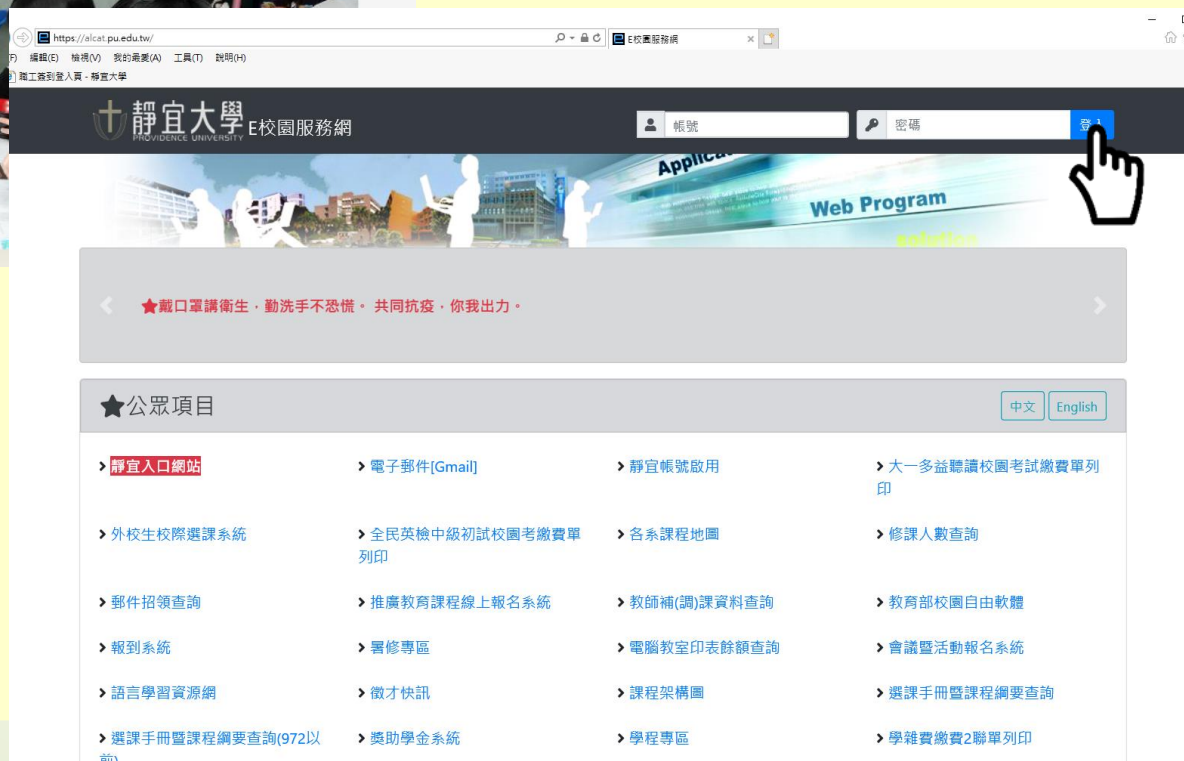 https://alcat.pu.edu.tw/
E校園服務網
編輯(E) 檢視(V) 我的最愛(A) 工具(T) 說明(H)
職工簽到登入頁 - 靜宜大學
靜宜大學 E校園服務網
PROVIDENCE UNIVERSITY
帳號
密碼
登入
Web Program
★戴口罩講衛生，勤洗手不恐慌。 共同抗疫，你我出力。
★公眾項目
中文 English
靜宜入口網站
電子郵件[Gmail]
靜宜帳號啟用
大一多益聽讀校園考試繳費單列
印
外校生校際選課系統
全民英檢中級初試校園考繳費單
列印
各系課程地圖
修課人數查詢
郵件招領查詢
推廣教育課程線上報名系統
教師補(調)課資料查詢
教育部校園自由軟體
報到系統
暑修專區
電腦教室印表餘額查詢
會議暨活動報名系統
語言學習資源網
徵才快訊
課程架構圖
選課手冊暨課程綱要查詢
選課手冊暨課程綱要查詢(972以
前)
獎助學金系統
學程專區
學雜費繳費2聯單列印